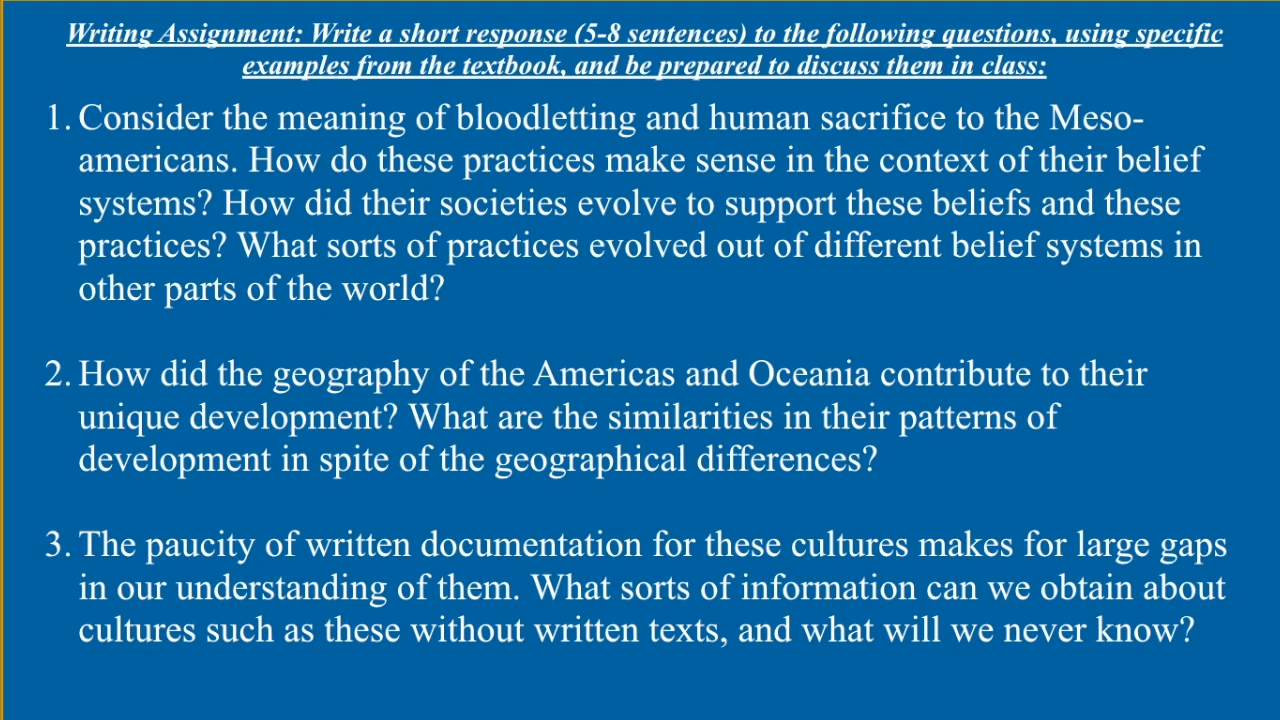 Writing Assignment: Write a short response (5-8 sentences) to the following questions, using specific
examples from the textbook, and be prepared to discuss them in class:
1. Consider the meaning of bloodletting and human sacrifice to the Meso-
americans. How do these practices make sense in the context of their belief
systems? How did their societies evolve to support these beliefs and these
practices? What sorts of practices evolved out of different belief systems in
other parts of the world?
2. How did the geography of the Americas and Oceania contribute to their
unique development? What are the similarities in their patterns of
development in spite of the geographical differences?
3. The paucity of written documentation for these cultures makes for large gaps
in our understanding of them. What sorts of information can we obtain about
cultures such as these without written texts, and what will we never know?